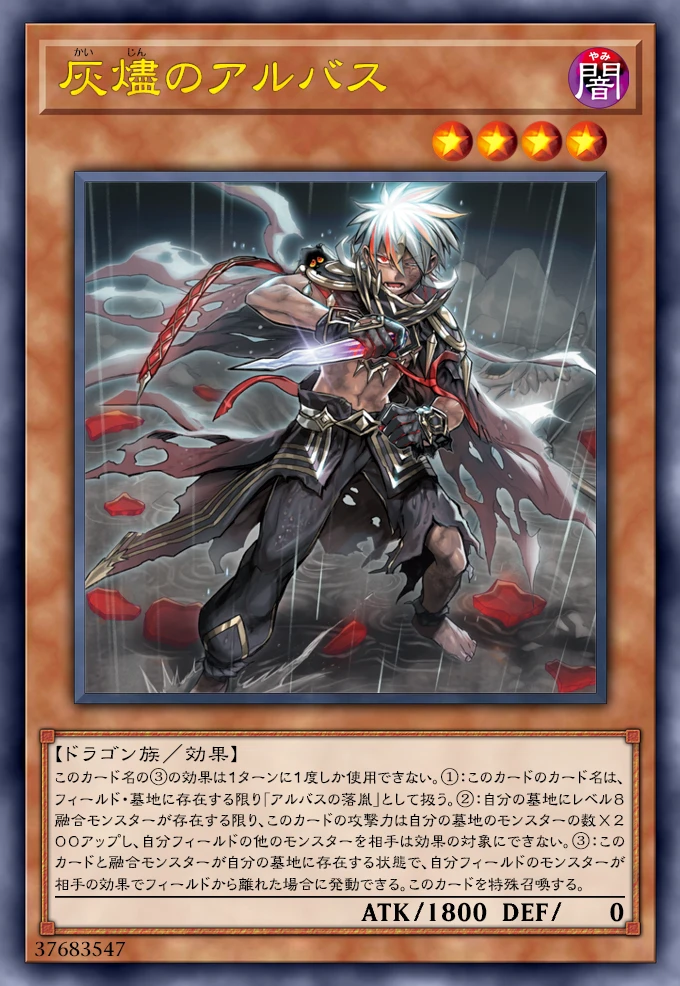 かい じん
灰燼のアルバス
やみ
闇
【ドラゴン族／効果】
このカード名の③の効果は１ターンに１度しか使用できない。①：このカードのカード名は、
フィールド・墓地に存在する限り「アルバスの落胤」として扱う。②：自分の墓地にレベル８
融合モンスターが存在する限り、このカードの攻撃力は自分の墓地のモンスターの数×２
００アップし、自分フィールドの他のモンスターを相手は効果の対象にできない。③：この
カードと融合モンスターが自分の墓地に存在する状態で、自分フィールドのモンスターが
相手の効果でフィールドから離れた場合に発動できる。このカードを特殊召喚する。
ATK/1800 DEF/ 0
37683547